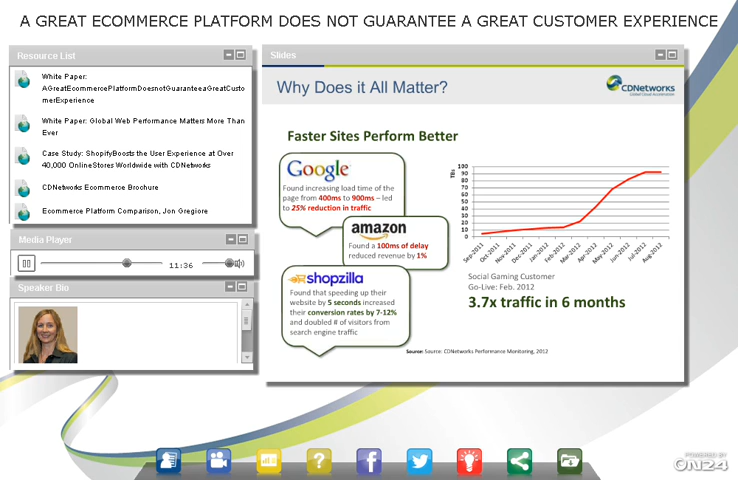 A GREAT ECOMMERCE PLATFORM DOES NOT GUARANTEE A GREAT CUSTOMER EXPERIENCE
Resource List
White Paper:
AGreatEcommercePlatformDoesnotGuaranteeaGreatCusto
merExperience
White Paper: Global Web Performance Matters More Than
Ever
Case Study: ShopifyBoosts the User Experience at Over
40,000 OnlineStores Worldwide with CDNetworks
CDNetworks Ecommerce Brochure
Ecommerce Platform Comparison, Jon Gregiore
Media Player
11:36
Speaker Bio
Slides
Why Does it All Matter?
CDNetworks
Global Cloud Acceleration
Faster Sites Perform Better
Google
Found increasing load time of the
page from 400ms to 900ms – led
to 25% reduction in traffic
amazon
Found a 100ms of delay
reduced revenue by 1%
shopzilla
Found that speeding up their
website by 5 seconds increased
their conversion rates by 7-12%
and doubled # of visitors from
search engine traffic
TBs
100
90
80
70
60
50
40
30
20
10
0
Sep-2011
Oct-2011
Nov-2011
Dec-2011
Jan-2012
Feb-2012
Mar-2012
Apr-2012
May-2012
Jun-2012
Jul-2012
Aug-2012
Social Gaming Customer
Go-Live: Feb. 2012
3.7x traffic in 6 months
Source: Source: CDNetworks Performance Monitoring, 2012
?
f
POWERED BY
ON24